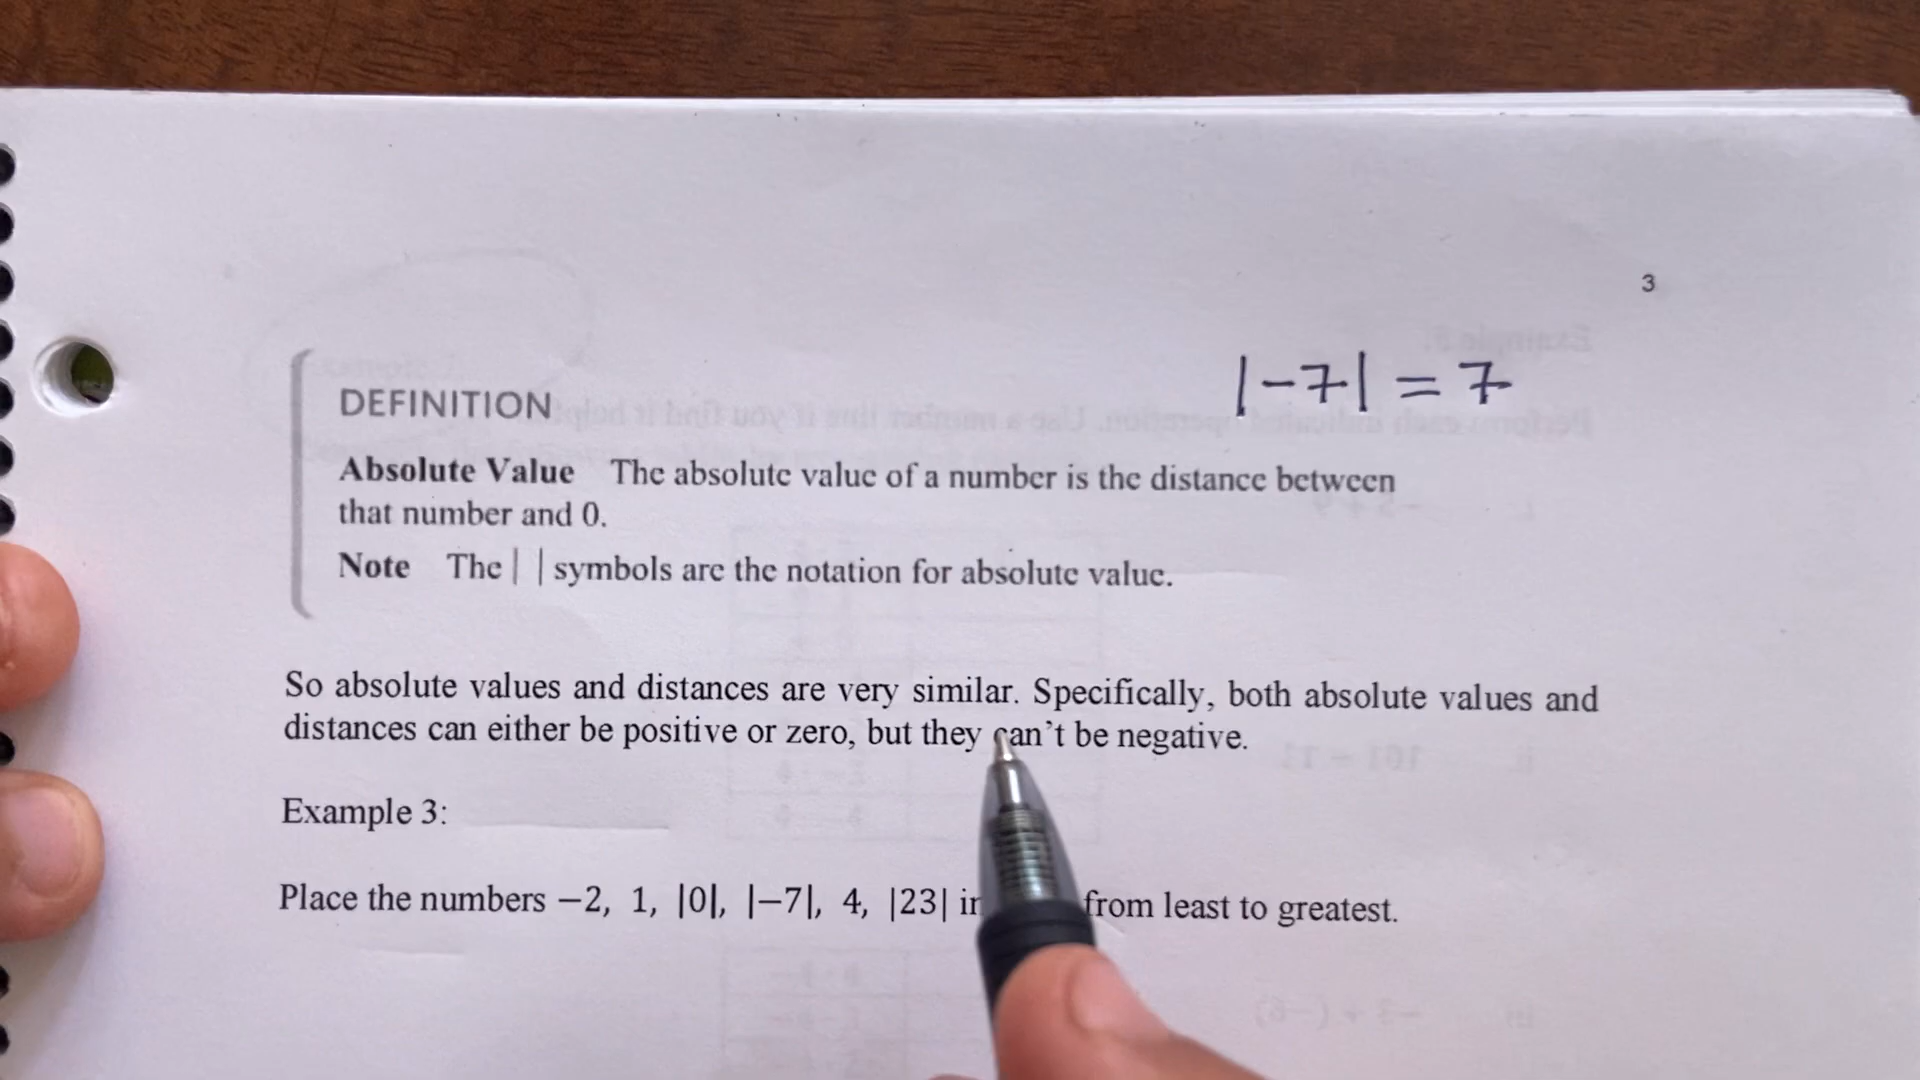 3
|-7| = 7
DEFINITION
Absolute Value The absolute value of a number is the distance between
that number and 0.
Note The | | symbols are the notation for absolute value.
So absolute values and distances are very similar. Specifically, both absolute values and
distances can either be positive or zero, but they can't be negative.
Example 3:
Place the numbers −2, 1, |0|, |−7|, 4, |23| from least to greatest.